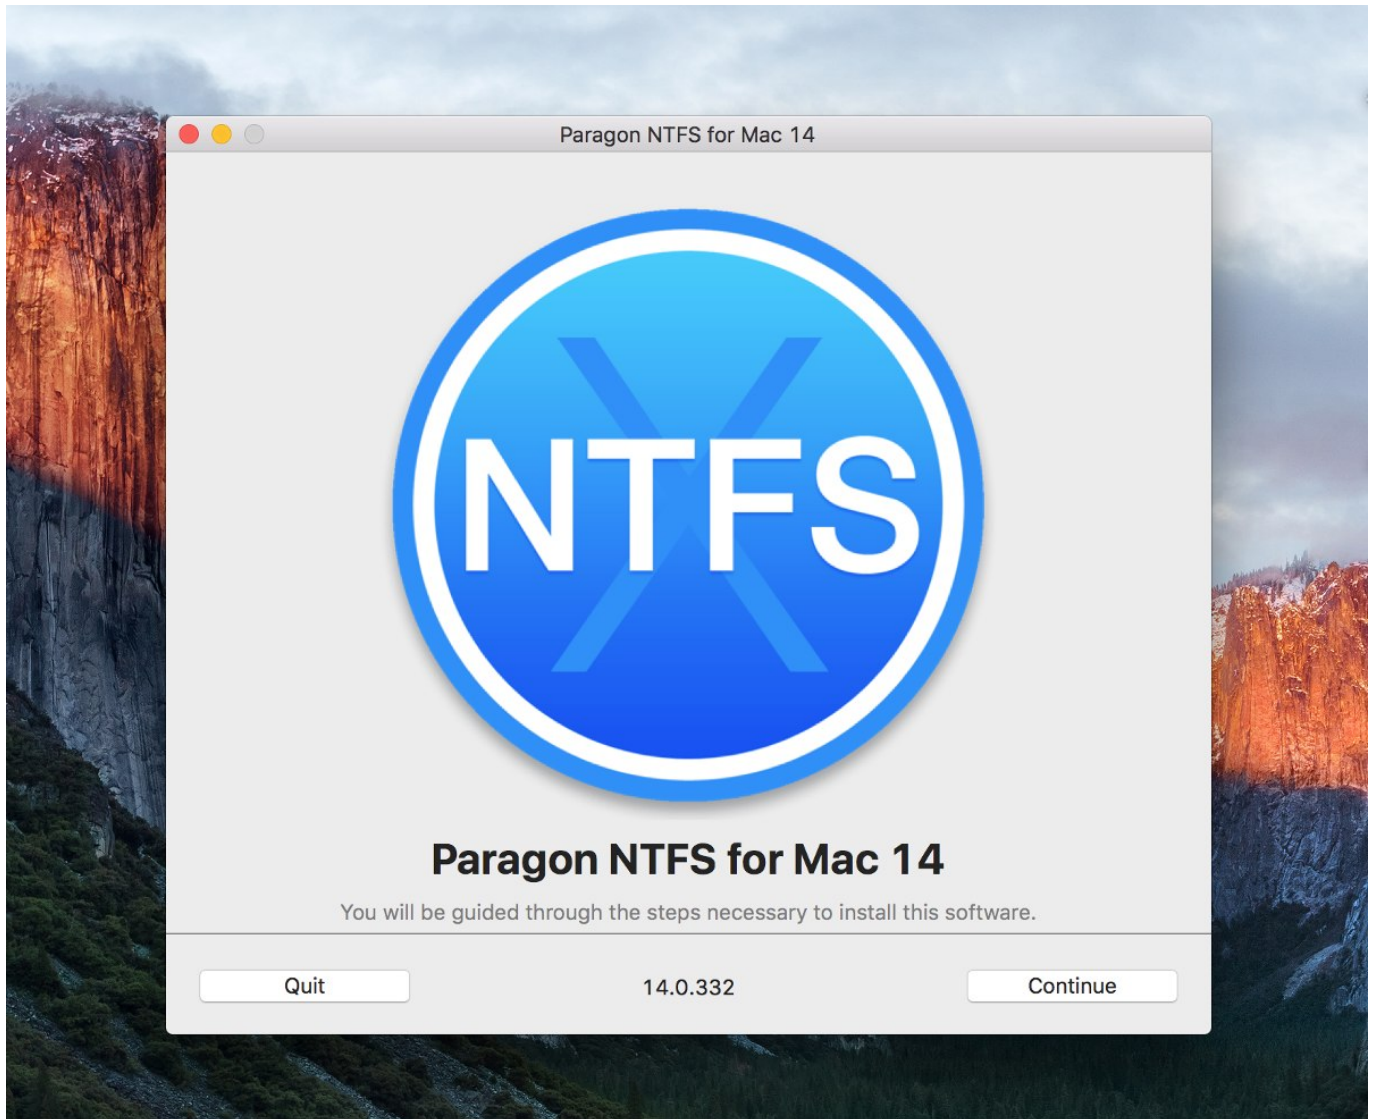 Paragon NTFS for Mac 14
X
NTFS
Paragon NTFS for Mac 14
You will be guided through the steps necessary to install this software.
Quit
14.0.332
Continue